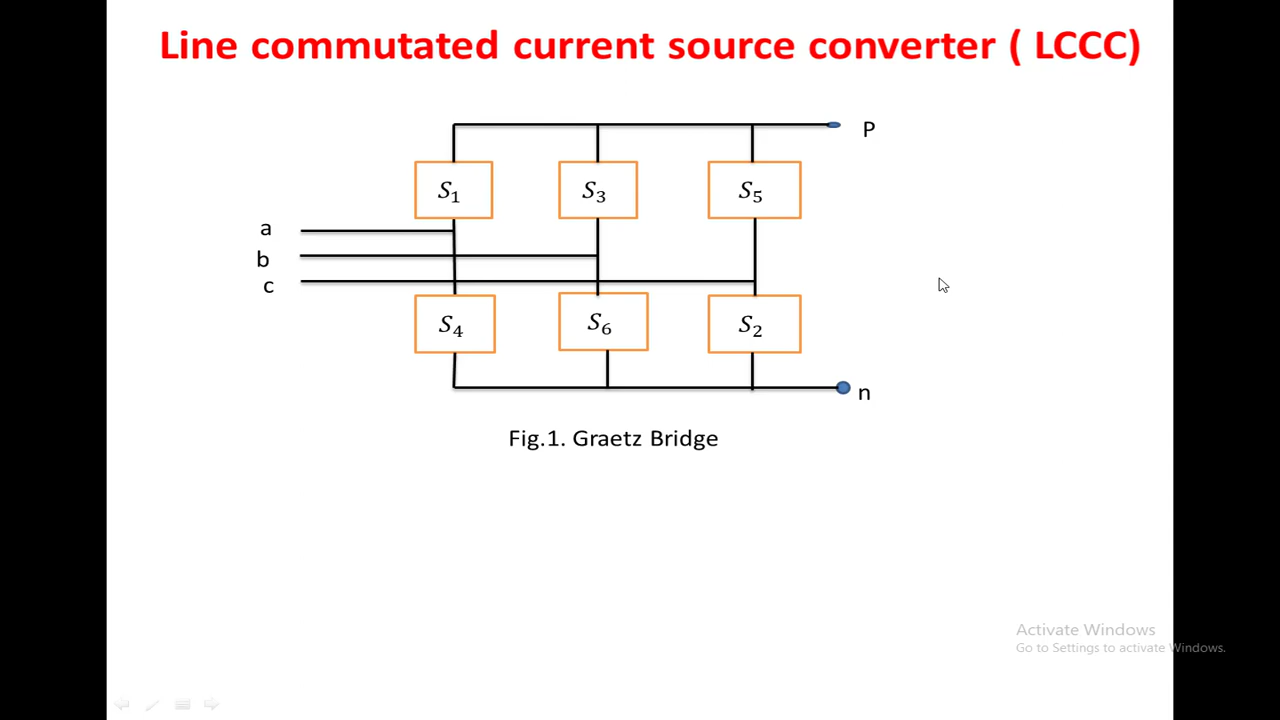 Line commutated current source converter ( LCCC)
P
S₁ S₃ S₅
a
b
c
S₄ S₆ S₂
n
Fig.1. Graetz Bridge
Activate Windows
Go to Settings to activate Windows.